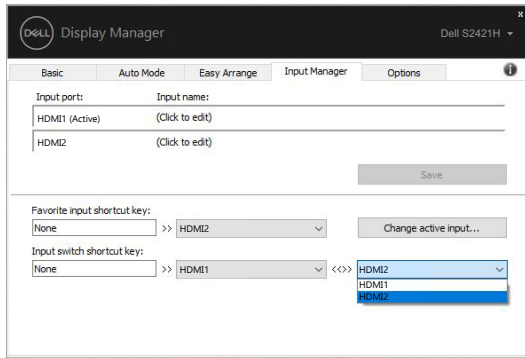 x
DELL Display Manager
Dell S2421H
Basic Auto Mode Easy Arrange Input Manager Options
Input port: Input name:
HDMI1 (Active) (Click to edit)
HDMI2 (Click to edit)
Save
Favorite input shortcut key:
None >> HDMI2 Change active input...
Input switch shortcut key:
None >> HDMI1 <<>> HDMI2
HDMI1
HDMI2